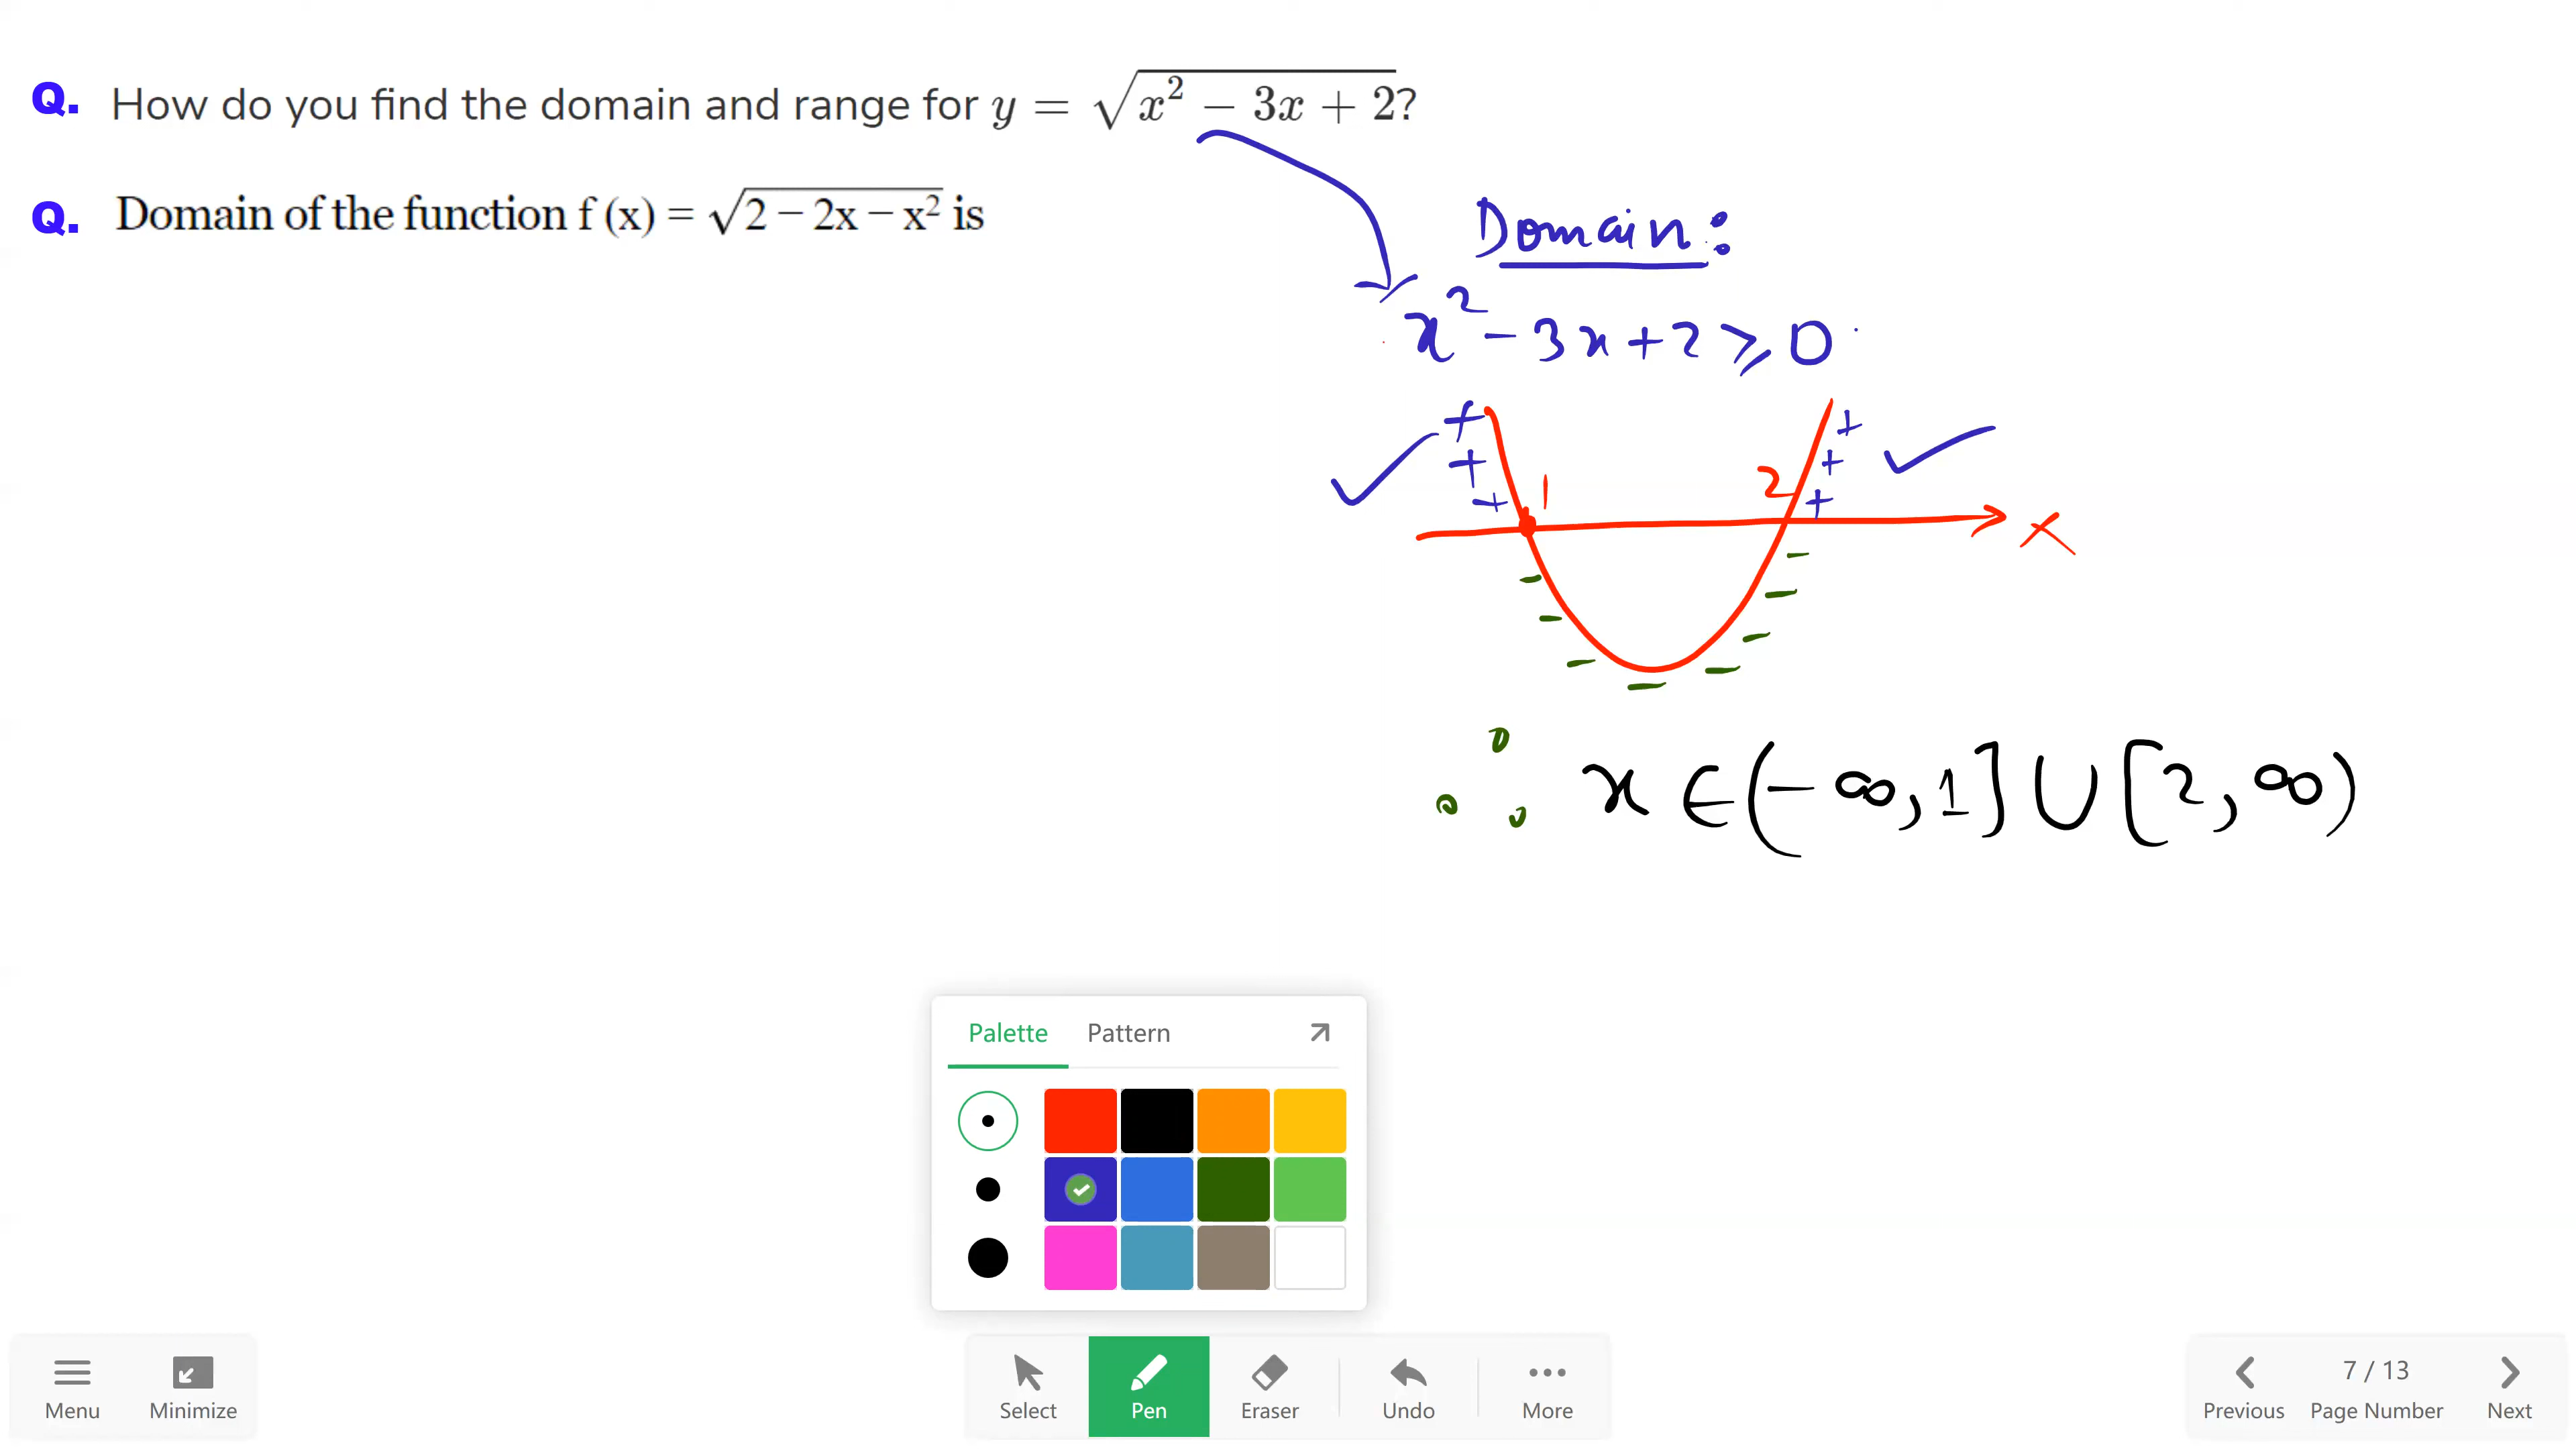 Q. How do you find the domain and range for y = √(x² − 3x + 2)?
Q. Domain of the function f (x) = √(2 − 2x − x²) is
Domain:
x² - 3x + 2 ⩾ 0
+ +
+ +
+ 1 2 +
x
∴ x ∈ (-∞, 1] ∪ [2, ∞)
Palette Pattern
Menu Minimize Select Pen Eraser Undo More Previous 7 / 13 Page Number Next